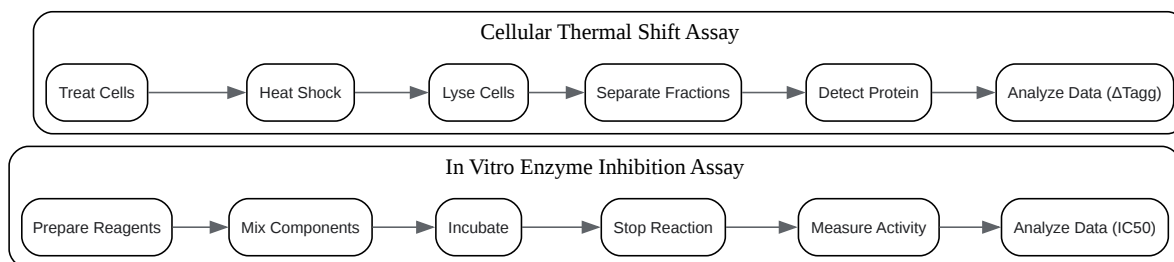 Cellular Thermal Shift Assay
Treat Cells
Heat Shock
Lyse Cells
Separate Fractions
Detect Protein
Analyze Data (ΔTagg)
In Vitro Enzyme Inhibition Assay
Prepare Reagents
Mix Components
Incubate
Stop Reaction
Measure Activity
Analyze Data (IC50)